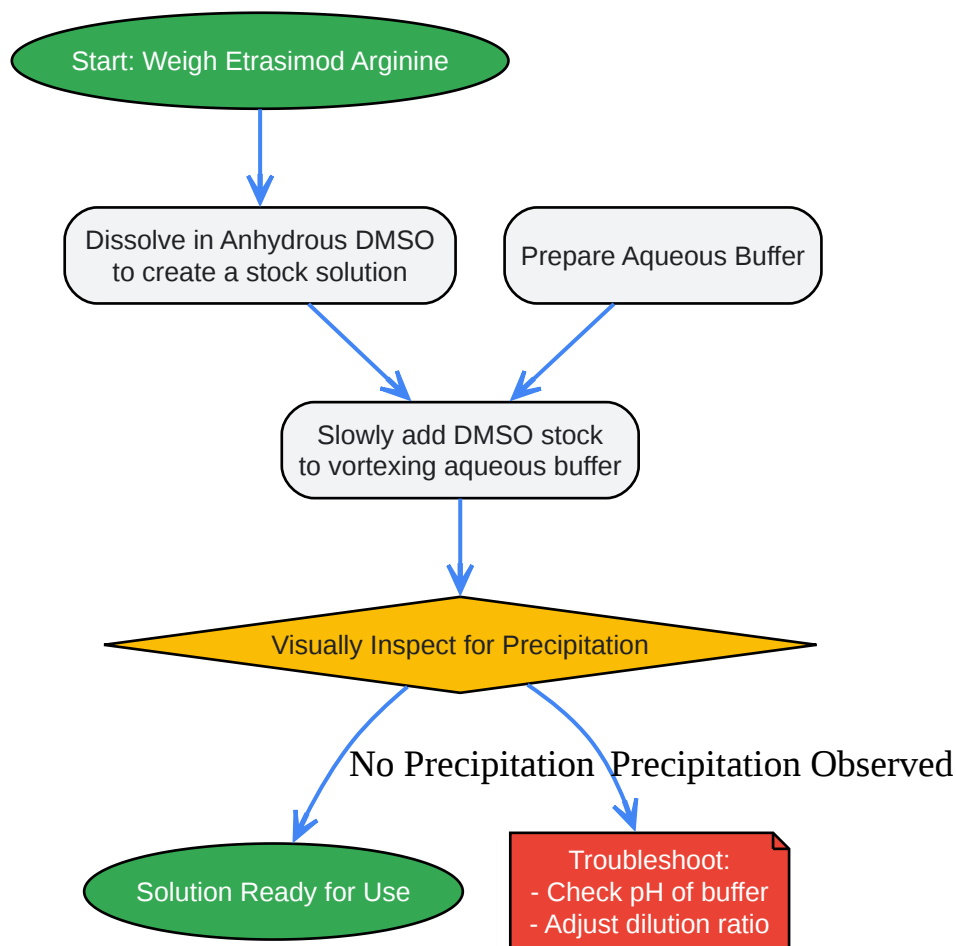 Start: Weigh Etrasimod Arginine
Dissolve in Anhydrous DMSO
to create a stock solution
Prepare Aqueous Buffer
Slowly add DMSO stock
to vortexing aqueous buffer
Visually Inspect for Precipitation
No Precipitation
Precipitation Observed
Solution Ready for Use
Troubleshoot:
- Check pH of buffer
- Adjust dilution ratio